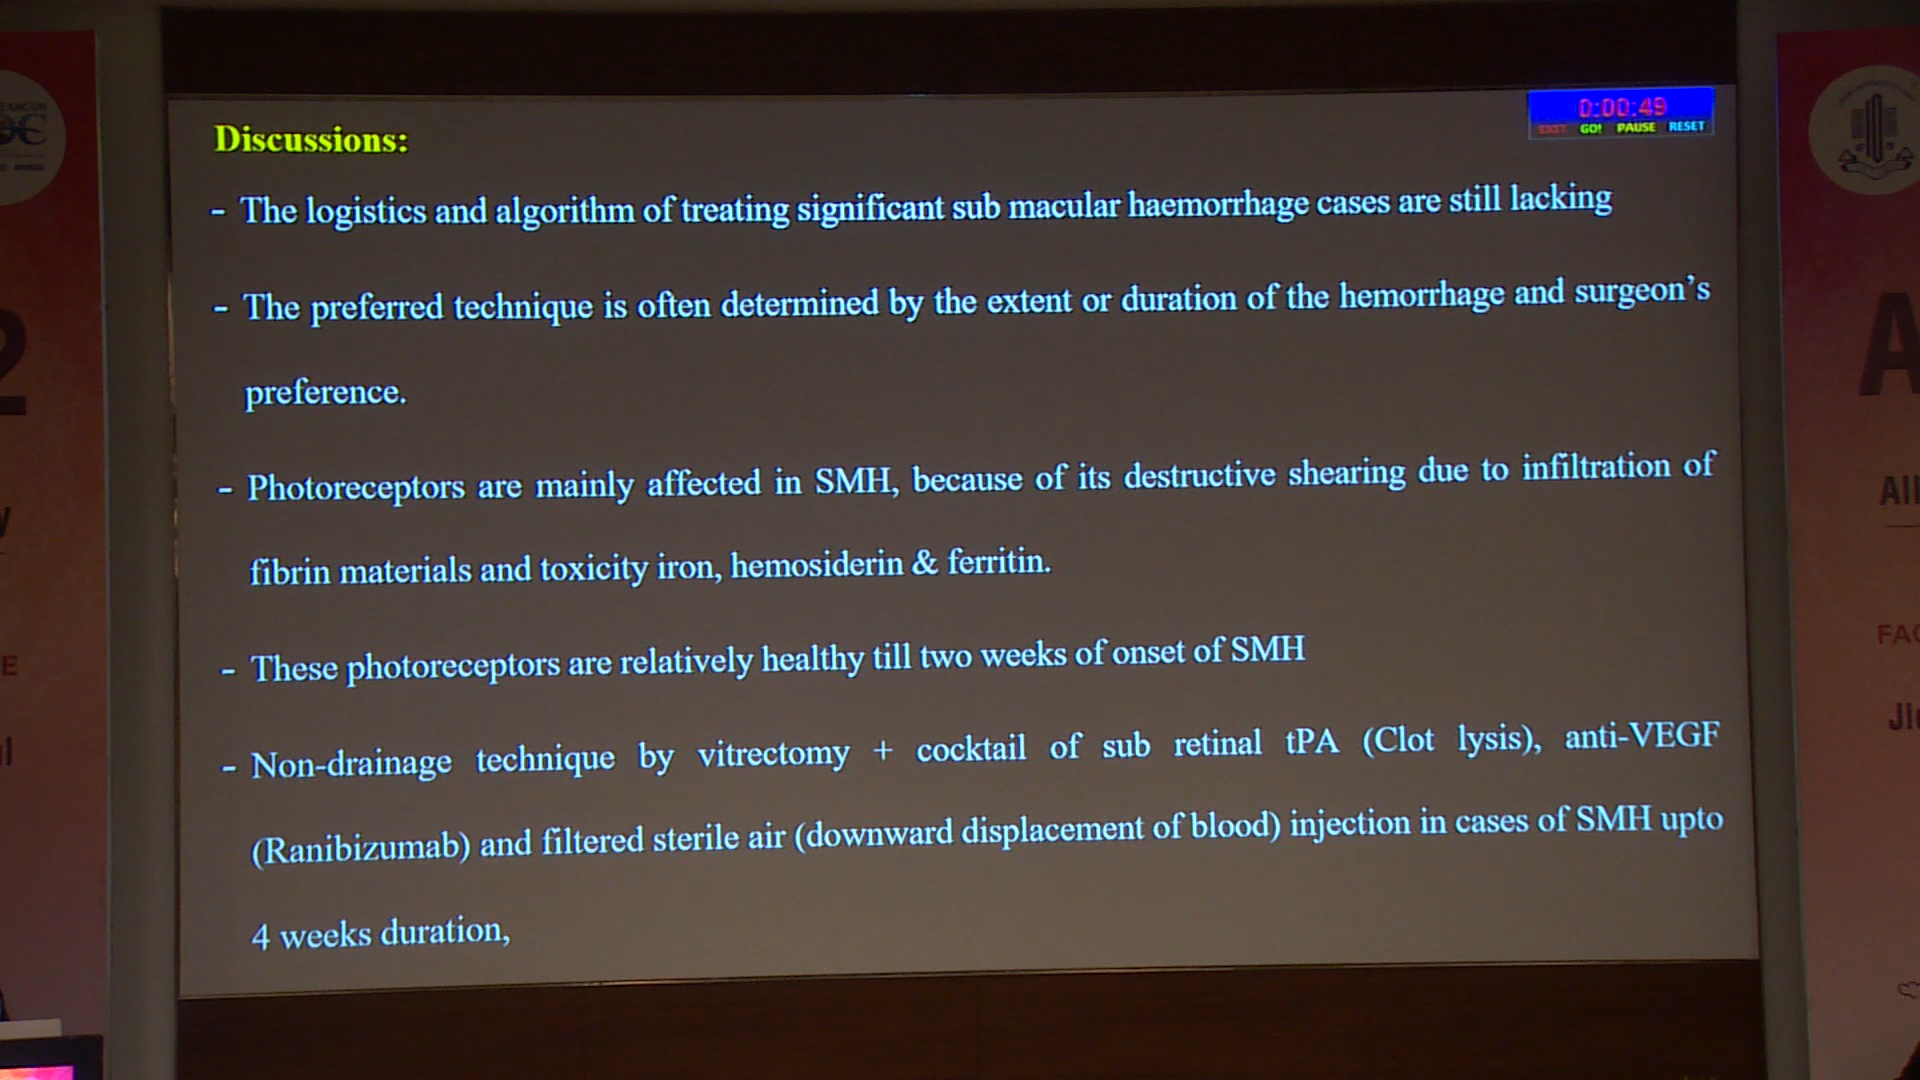 0:00:49
EXIT GO! PAUSE RESET
Discussions:
- The logistics and algorithm of treating significant sub macular haemorrhage cases are still lacking
- The preferred technique is often determined by the extent or duration of the hemorrhage and surgeon's
preference.
- Photoreceptors are mainly affected in SMH, because of its destructive shearing due to infiltration of
fibrin materials and toxicity iron, hemosiderin & ferritin.
- These photoreceptors are relatively healthy till two weeks of onset of SMH
- Non-drainage technique by vitrectomy + cocktail of sub retinal tPA (Clot lysis), anti-VEGF
(Ranibizumab) and filtered sterile air (downward displacement of blood) injection in cases of SMH upto
4 weeks duration,
2
y
E
A